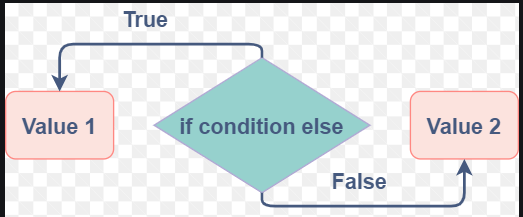 True
Value 1
if condition else
Value 2
False